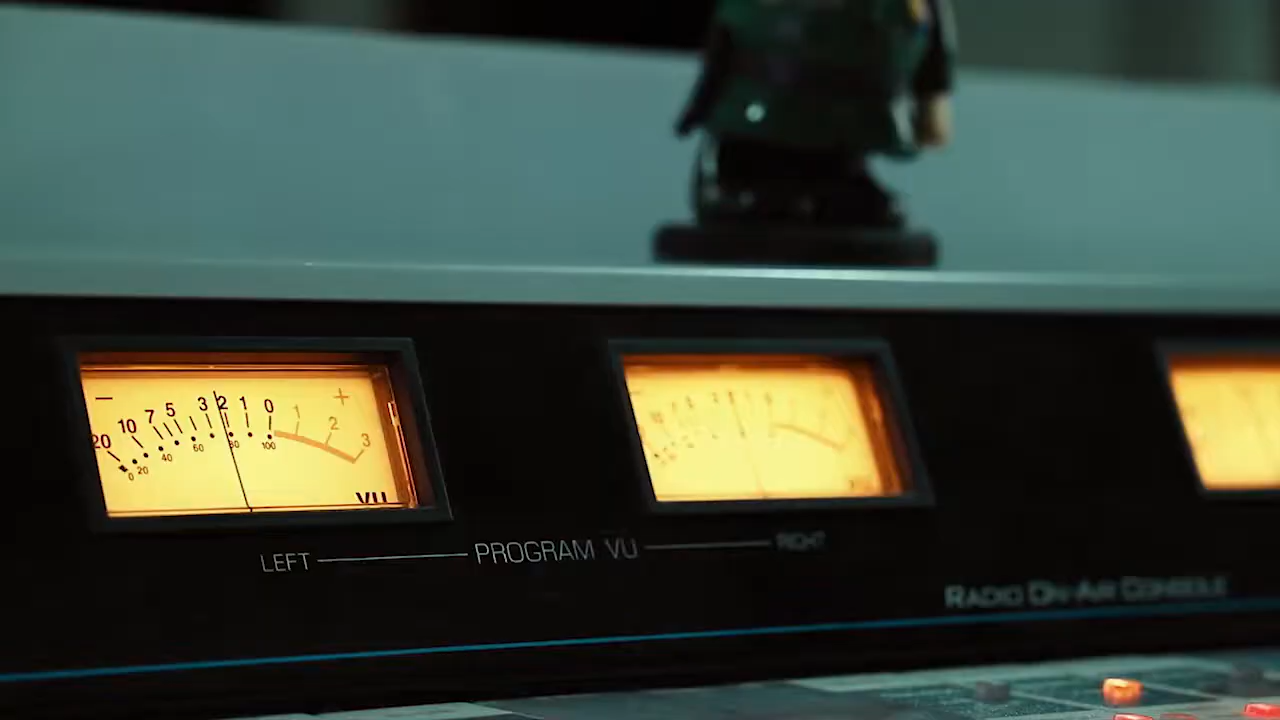 − +
20 10 7 5 3 2 1 0 1 2 3
0 20 40 60 80 100
VU
LEFT PROGRAM VU RIGHT
RADIO ON-AIR CONSOLE